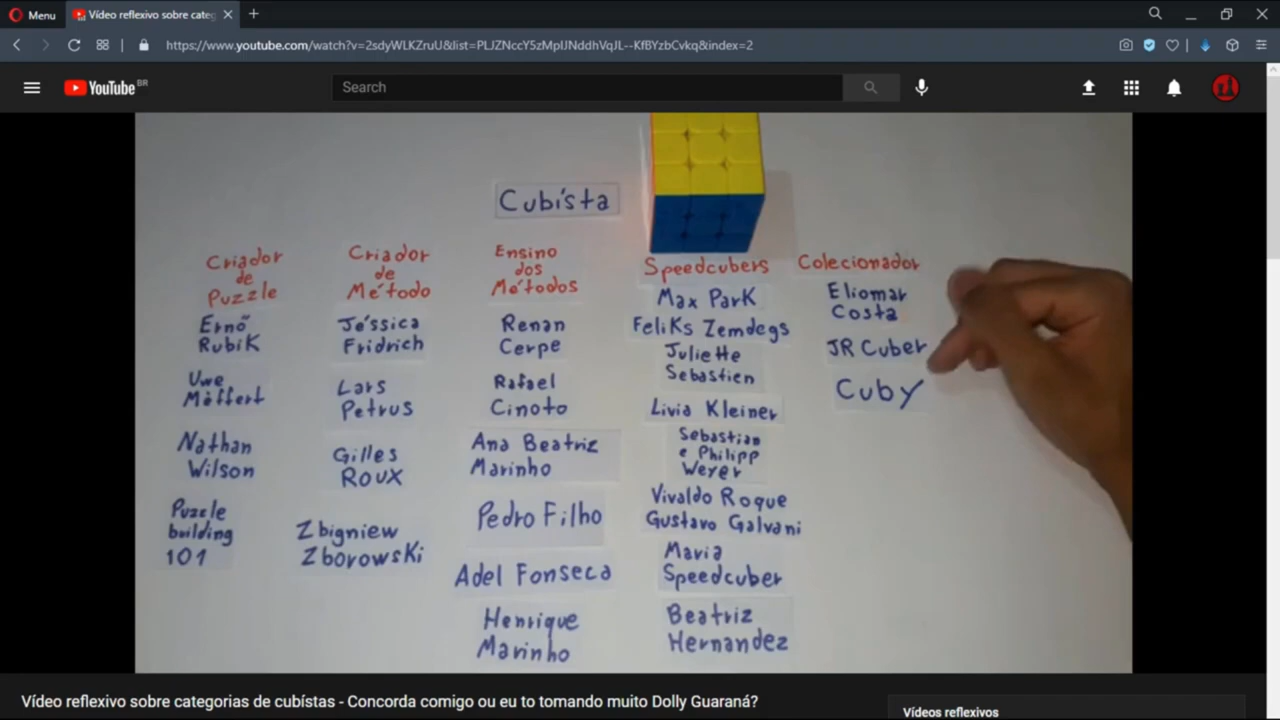 Menu
Vídeo reflexivo sobre categ
https://www.youtube.com/watch?v=2sdyWLKZruU&list=PLJZNccY5zMpIJNddhVqJL--KfBYzbCvkq&index=2
YouTube BR
Search
Cubísta
Criador
de
Puzzle
Ernő
Rubik
Uwe
Mèffert
Nathan
Wilson
Puzzle
building
101
Criador
de
Método
Jéssica
Fridrich
Lars
Petrus
Gilles
Roux
Zbigniew
Zborowski
Ensino
dos
Métodos
Renan
Cerpe
Rafael
Cinoto
Ana Beatriz
Marinho
Pedro Filho
Adel Fonseca
Henrique
Marinho
Speedcubers
Max Park
Feliks Zemdegs
Juliette
Sebastien
Livia Kleiner
Sebastian
e Philipp
Weyer
Vivaldo Roque
Gustavo Galvani
Maria
Speedcuber
Beatriz
Hernandez
Colecionador
Eliomar
Costa
JR Cuber
Cuby
Vídeo reflexivo sobre categorias de cubístas - Concorda comigo ou eu to tomando muito Dolly Guaraná?
Vídeos reflexivos